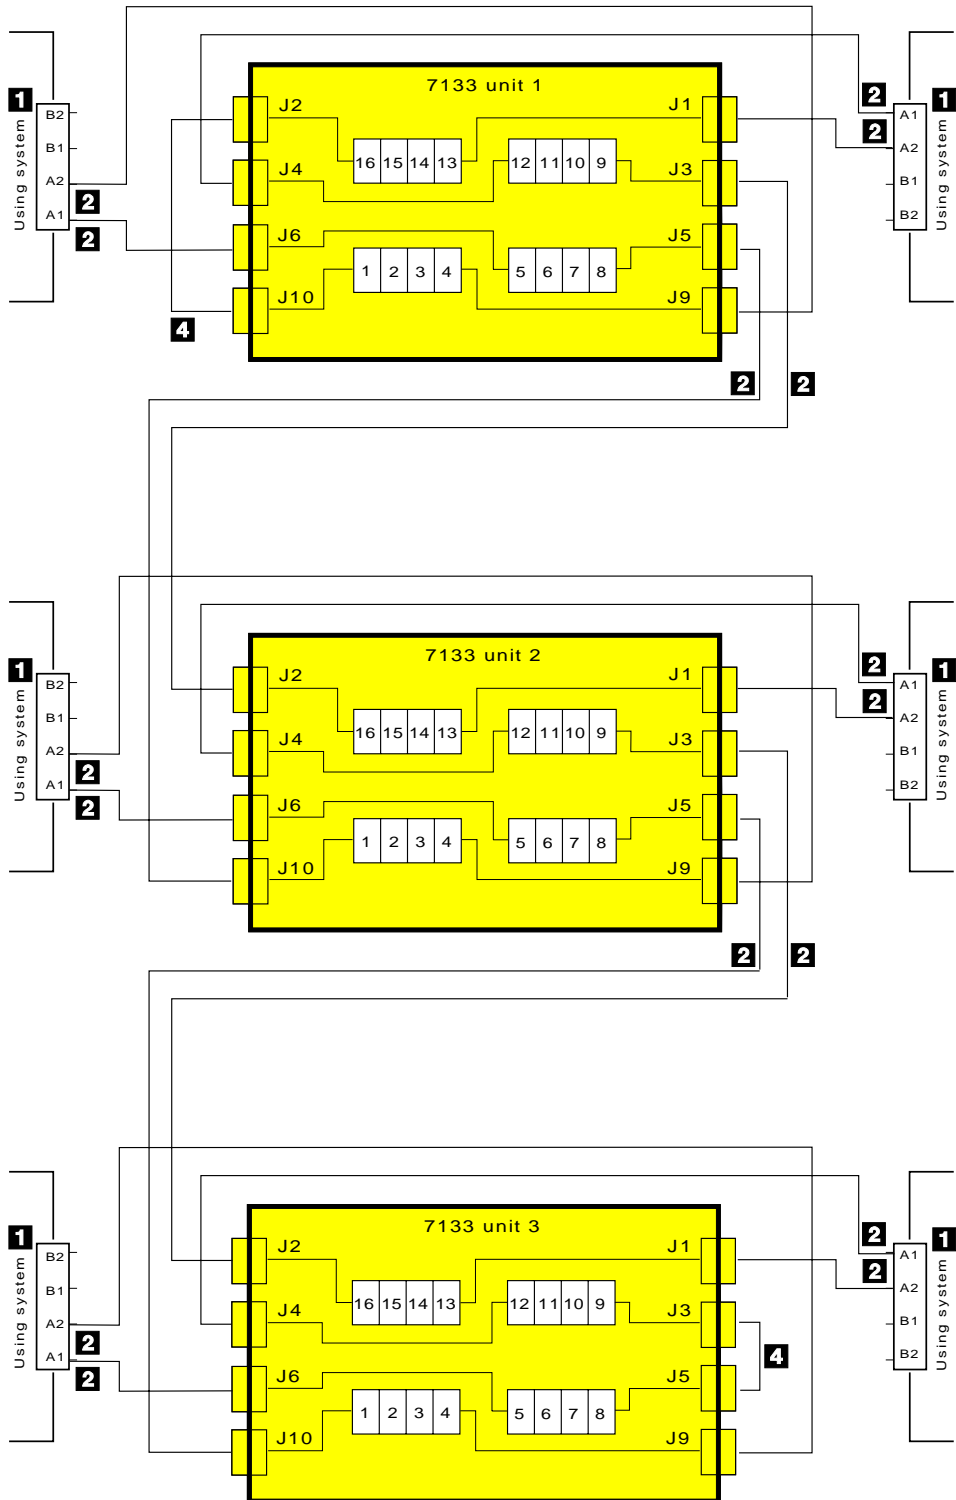 7133 unit 1
1
Using system
B2
B1
A2
A1
2
2
J2
J1
16 15 14 13
12 11 10 9
J4
J3
J6
J5
1 2 3 4
5 6 7 8
J10
J9
4
2
2
1
Using system
A1
A2
B1
B2
2
2
7133 unit 2
1
Using system
B2
B1
A2
A1
2
2
J2
J1
16 15 14 13
12 11 10 9
J4
J3
J6
J5
1 2 3 4
5 6 7 8
J10
J9
2
2
1
Using system
A1
A2
B1
B2
2
2
7133 unit 3
1
Using system
B2
B1
A2
A1
2
2
J2
J1
16 15 14 13
12 11 10 9
J4
J3
J6
J5
1 2 3 4
5 6 7 8
J10
J9
4
2
2
1
Using system
A1
A2
B1
B2